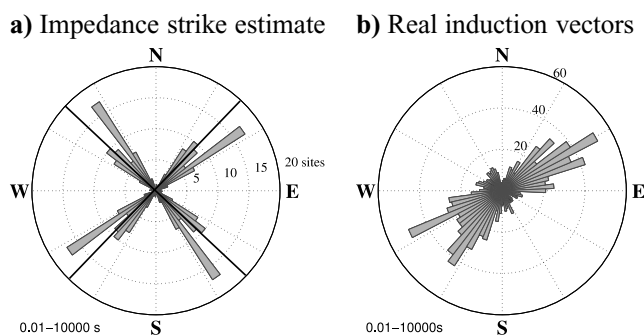 a) Impedance strike estimate
b) Real induction vectors
N
N
60
40
20
5
10
15
20 sites
W
E
W
E
S
S
0.01–10000 s
0.01–10000s